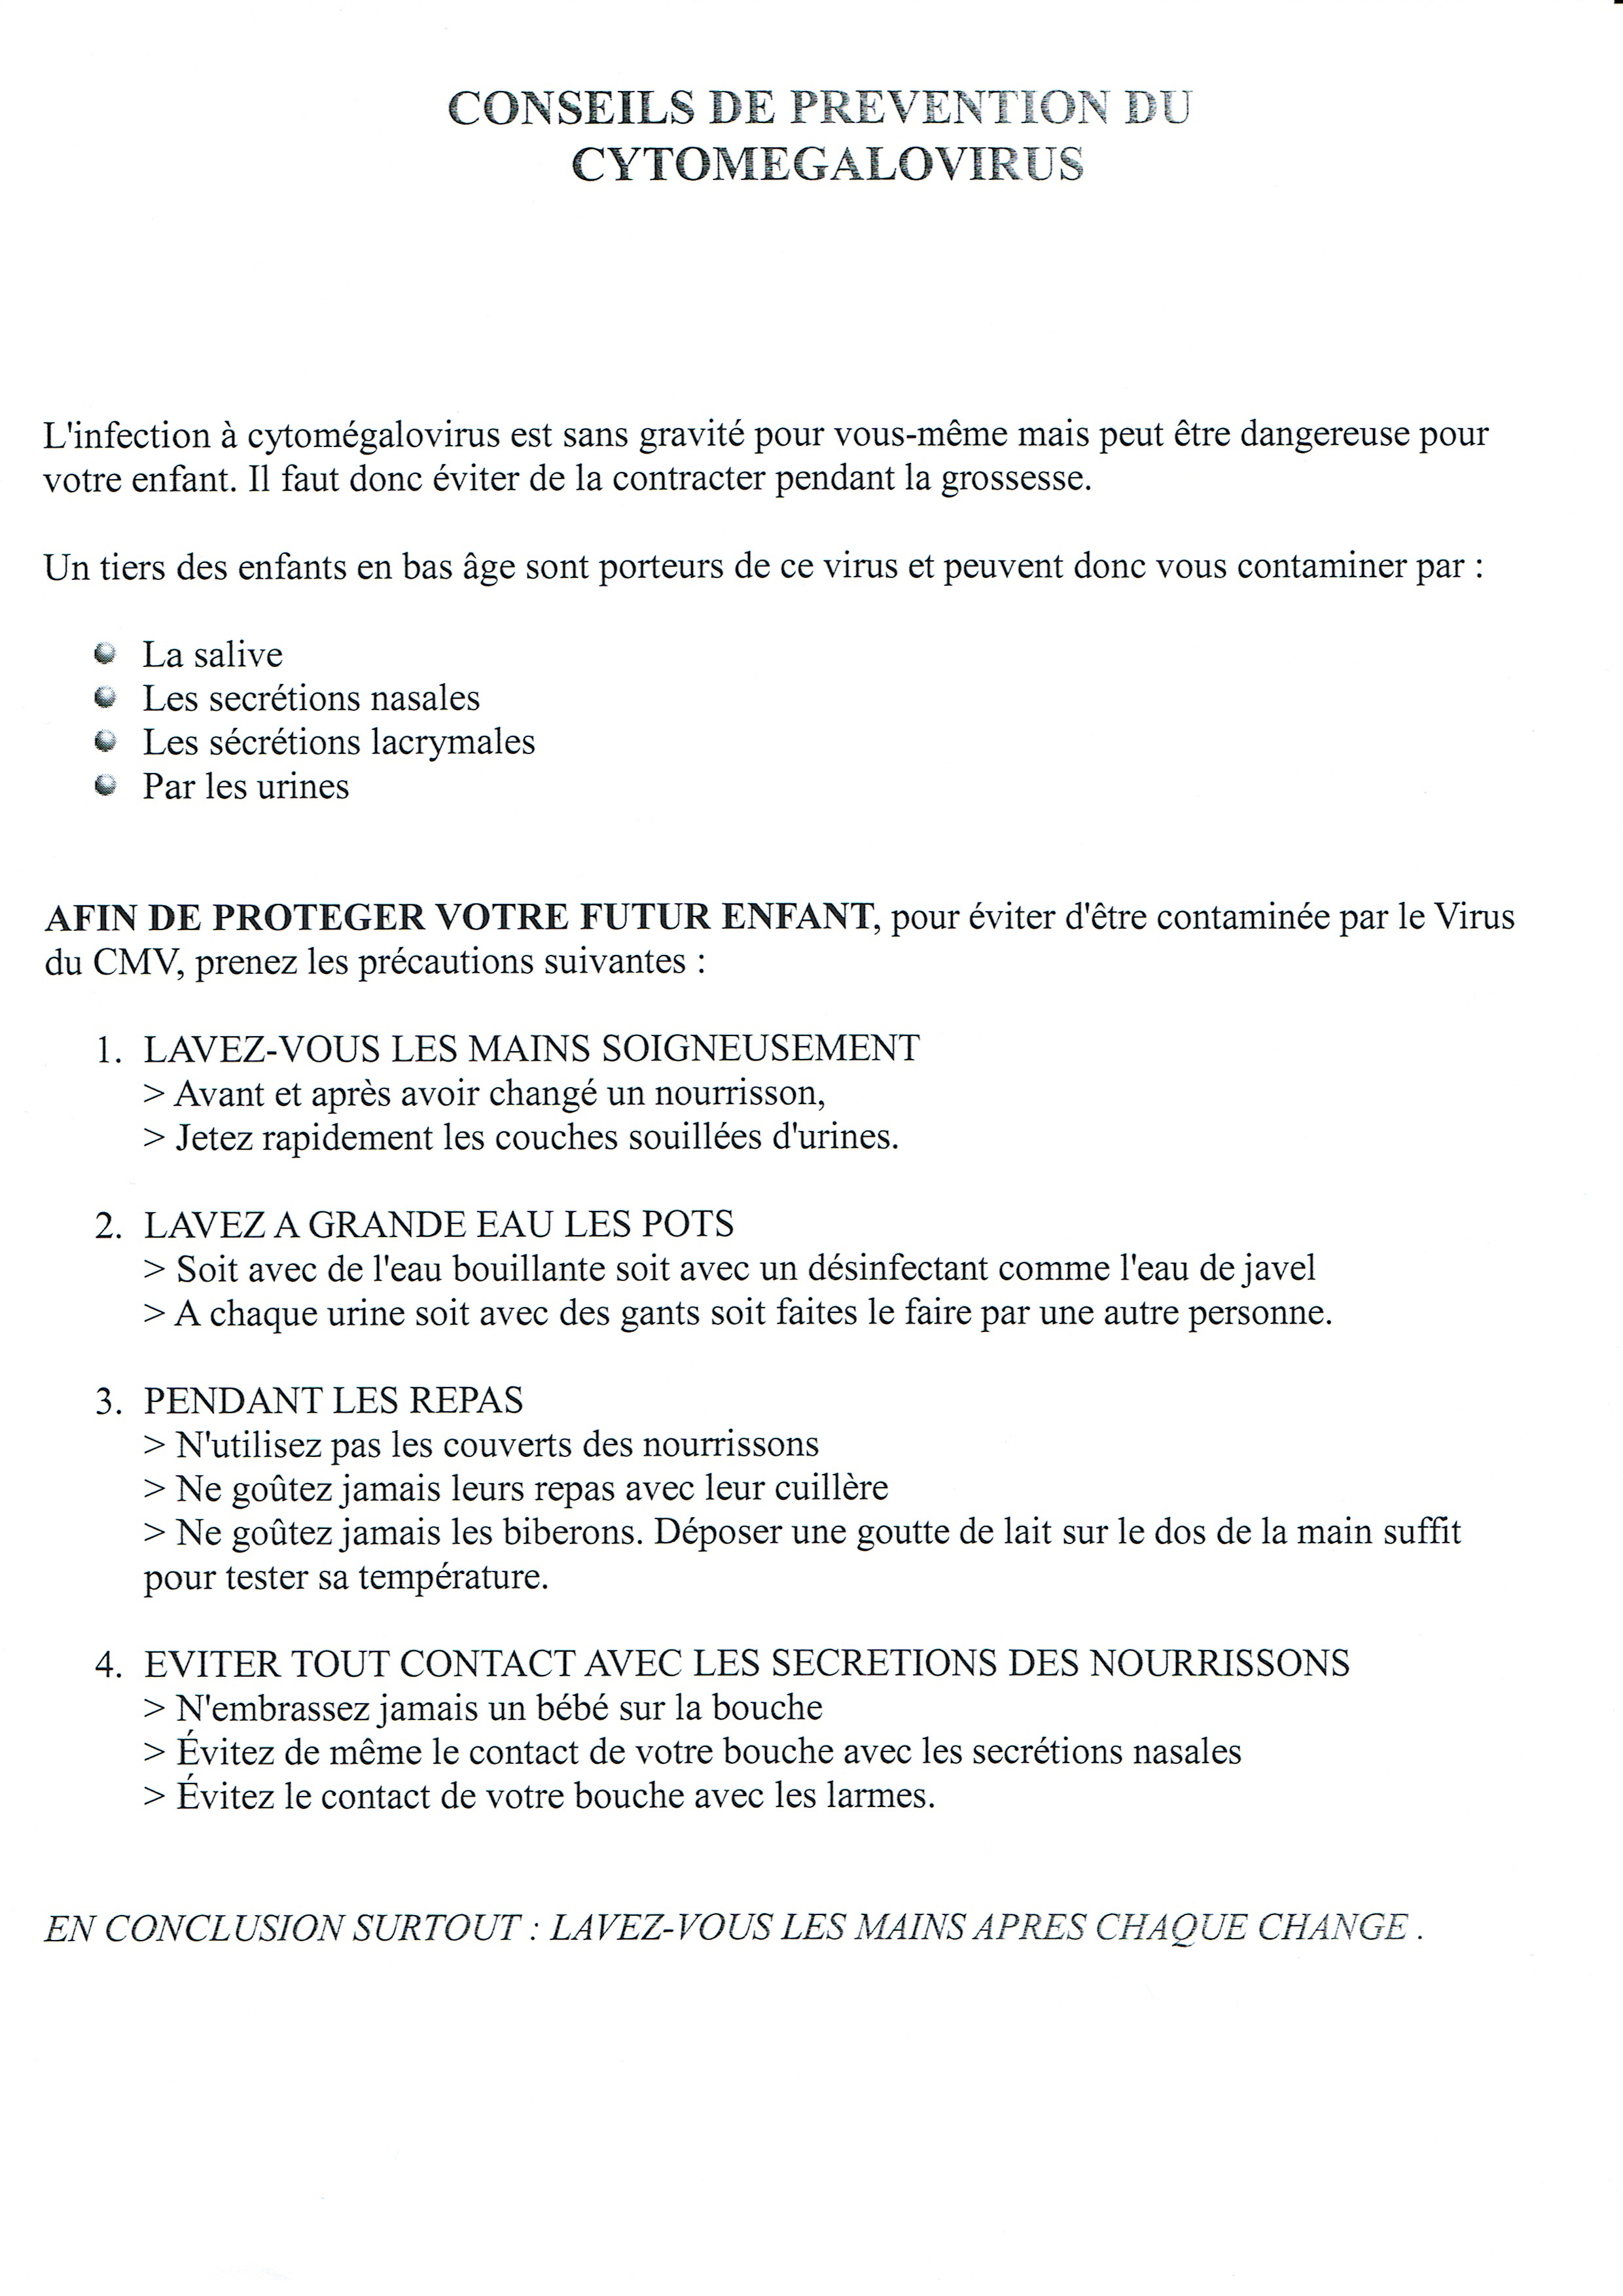 CONSEILS DE PREVENTION DU
CYTOMEGALOVIRUS
L'infection à cytomégalovirus est sans gravité pour vous-même mais peut être dangereuse pour
votre enfant. Il faut donc éviter de la contracter pendant la grossesse.
Un tiers des enfants en bas âge sont porteurs de ce virus et peuvent donc vous contaminer par :
La salive
Les secrétions nasales
Les sécrétions lacrymales
Par les urines
AFIN DE PROTEGER VOTRE FUTUR ENFANT, pour éviter d'être contaminée par le Virus
du CMV, prenez les précautions suivantes :
1. LAVEZ-VOUS LES MAINS SOIGNEUSEMENT
> Avant et après avoir changé un nourrisson,
> Jetez rapidement les couches souillées d'urines.
2. LAVEZ A GRANDE EAU LES POTS
> Soit avec de l'eau bouillante soit avec un désinfectant comme l'eau de javel
> A chaque urine soit avec des gants soit faites le faire par une autre personne.
3. PENDANT LES REPAS
> N'utilisez pas les couverts des nourrissons
> Ne goûtez jamais leurs repas avec leur cuillère
> Ne goûtez jamais les biberons. Déposer une goutte de lait sur le dos de la main suffit
pour tester sa température.
4. EVITER TOUT CONTACT AVEC LES SECRETIONS DES NOURRISSONS
> N'embrassez jamais un bébé sur la bouche
> Évitez de même le contact de votre bouche avec les secrétions nasales
> Évitez le contact de votre bouche avec les larmes.
EN CONCLUSION SURTOUT : LAVEZ-VOUS LES MAINS APRES CHAQUE CHANGE .